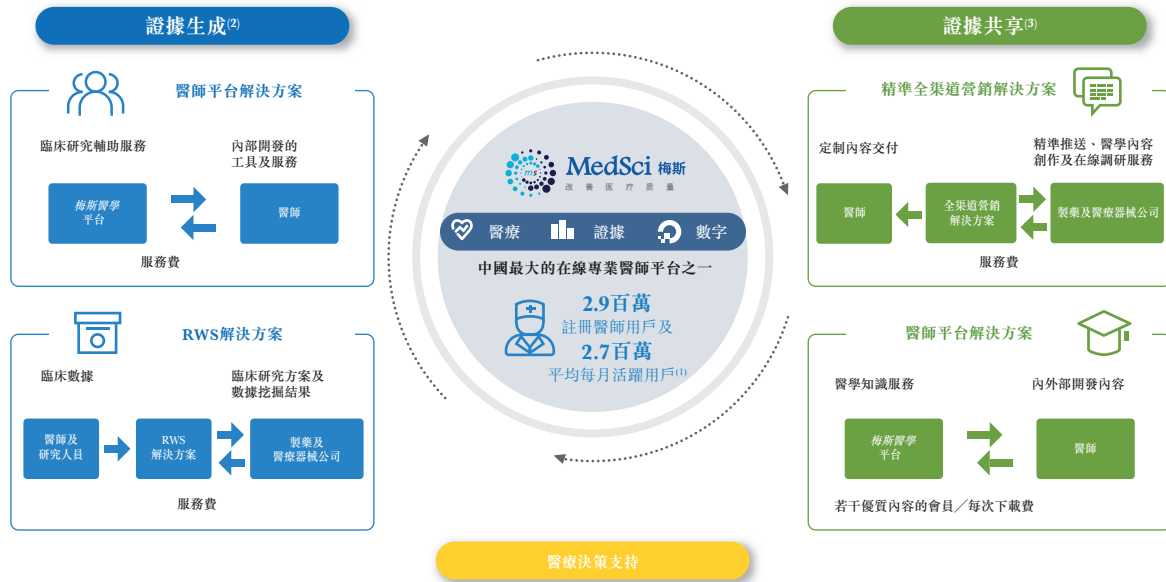 證據生成(2)
醫師平台解決方案
臨床研究輔助服務
內部開發的
工具及服務
梅斯醫學
平台
醫師
服務費
RWS解決方案
臨床數據
臨床研究方案及
數據挖掘結果
醫師及
研究人員
RWS
解決方案
製藥及
醫療器械公司
服務費
ms
MedSci 梅斯
改善医疗质量
醫療
證據
數字
中國最大的在線專業醫師平台之一
2.9百萬
註冊醫師用戶及
2.7百萬
平均每月活躍用戶(1)
醫療決策支持
證據共享(3)
精準全渠道營銷解決方案
定制內容交付
精準推送、醫學內容
創作及在線調研服務
醫師
全渠道營銷
解決方案
製藥及醫療器械公司
服務費
醫師平台解決方案
醫學知識服務
內外部開發內容
梅斯醫學
平台
醫師
若干優質內容的會員／每次下載費